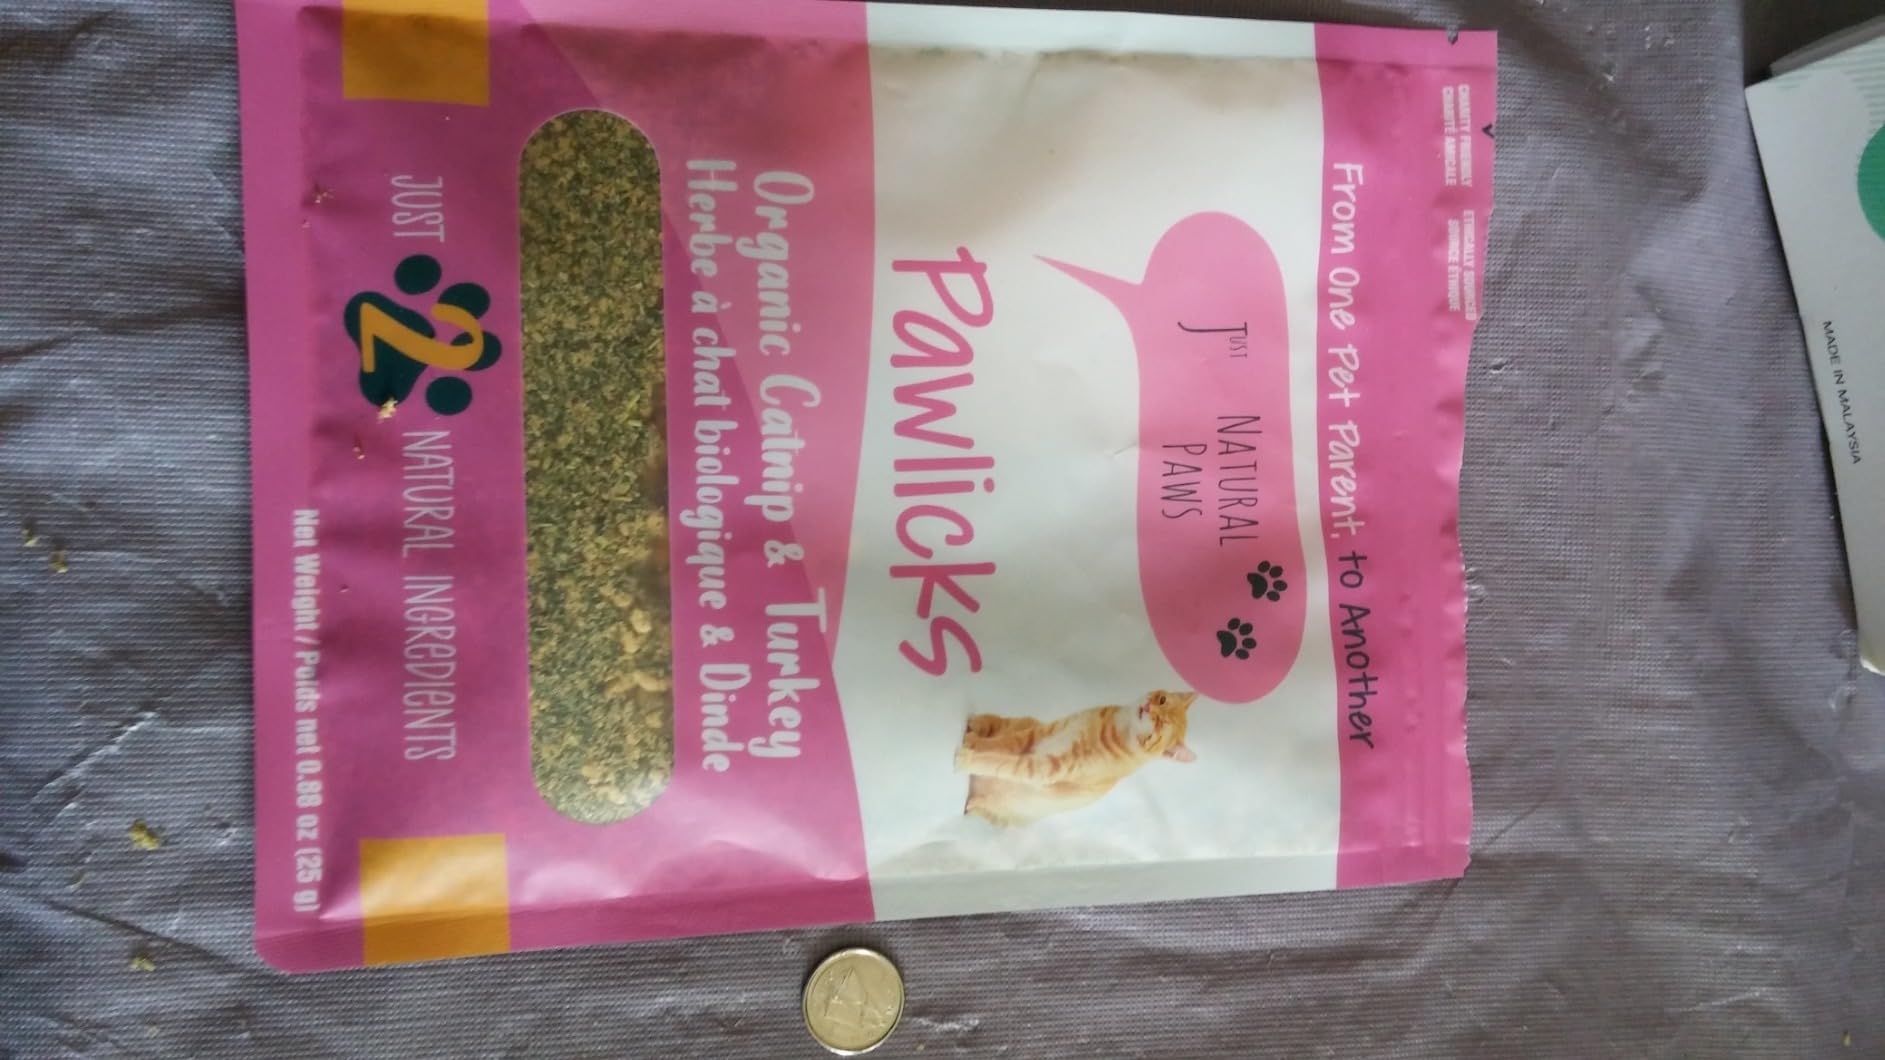 CHARITY FRIENDLY
CHARITÉ AMICALE
ETHICALLY SOURCED
SOURCE ÉTHIQUE
From One Pet Parent, to Another
JUST NATURAL
PAWS
Pawlicks
Organic Catnip & Turkey
Herbe à chat biologique & Dinde
JUST 2 NATURAL INGREDIENTS
Net Weight / Poids net 0.88 oz (25 g)
MADE IN MALAYSIA